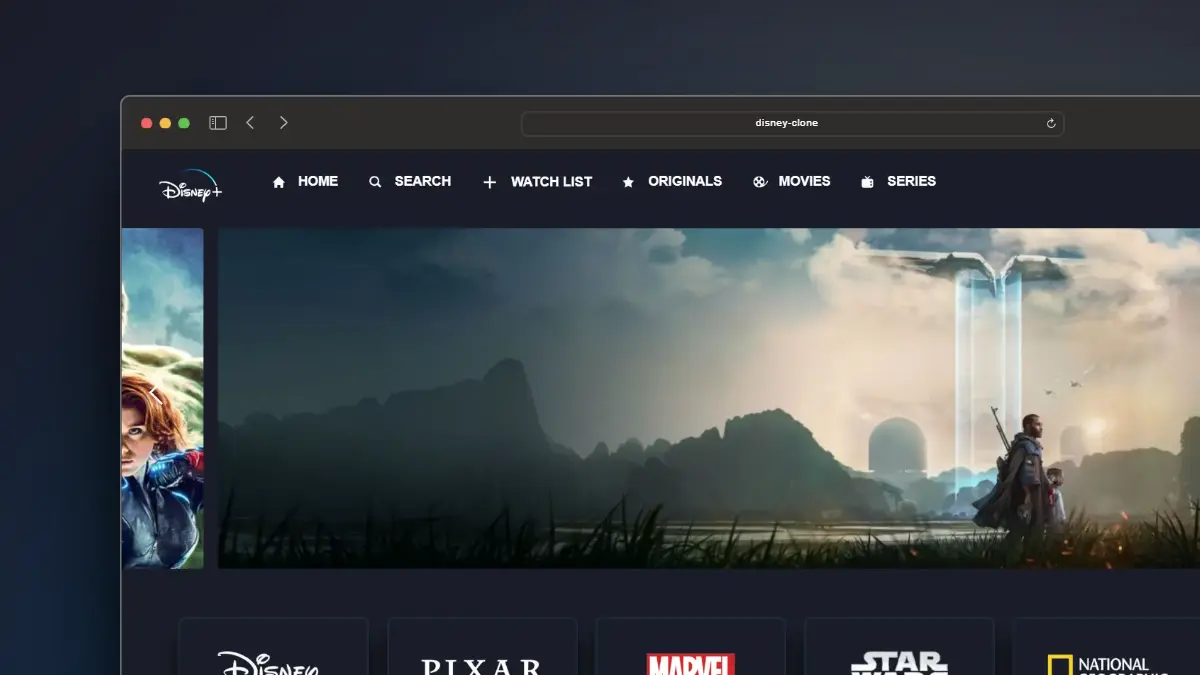 disney-clone
Disney+
HOME
SEARCH
WATCH LIST
ORIGINALS
MOVIES
SERIES
Disney
PIXAR
MARVEL
STAR
WARS
NATIONAL
GEOGRAPHIC